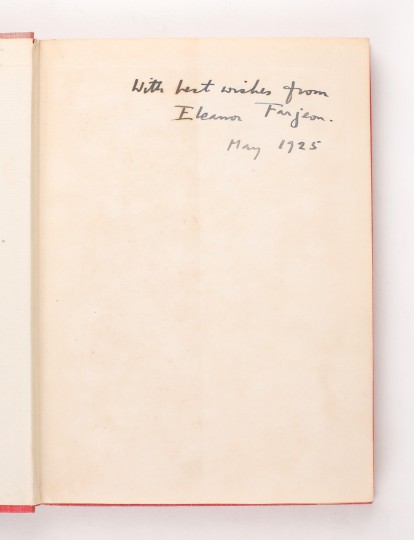 With best wishes from
Eleanor Farjeon.
May 1925